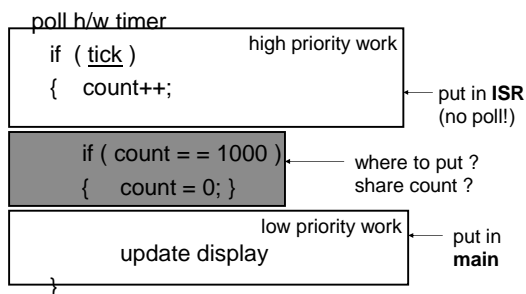 poll h/w timer
high priority work
if ( tick )
{ count++;
put in ISR
(no poll!)
if ( count = = 1000 )
{ count = 0; }
where to put ?
share count ?
low priority work
update display
put in
main
}